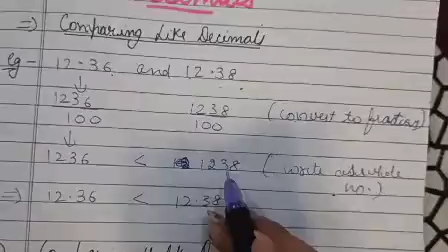 Decimals
=> Comparing Like Decimals
eg - 12.36 and 12.38
↓
1236/100 1238/100 (convert to fraction)
↓
1236 < 1238 (write as whole no.)
=> 12.36 < 12.38